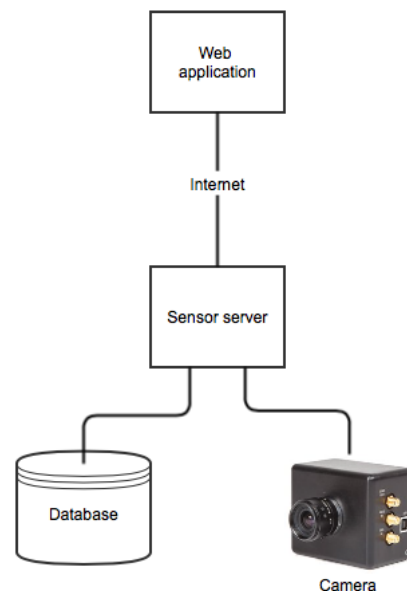 Web
application
Internet
Sensor server
Database
Camera